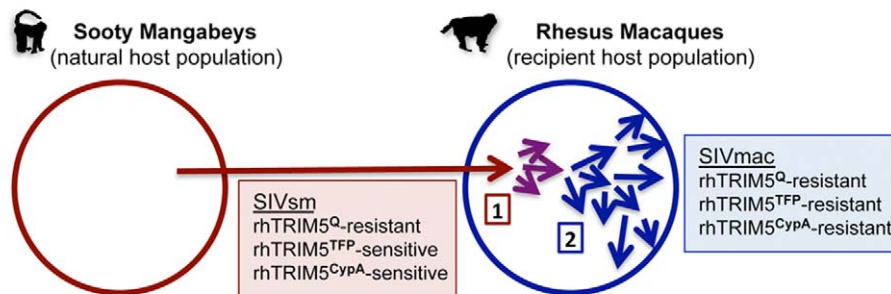 Sooty Mangabeys
(natural host population)
Rhesus Macaques
(recipient host population)
SIVsm
rhTRIM5Q-resistant
rhTRIM5TFP-sensitive
rhTRIM5CypA-sensitive
1
2
SIVmac
rhTRIM5Q-resistant
rhTRIM5TFP-resistant
rhTRIM5CypA-resistant